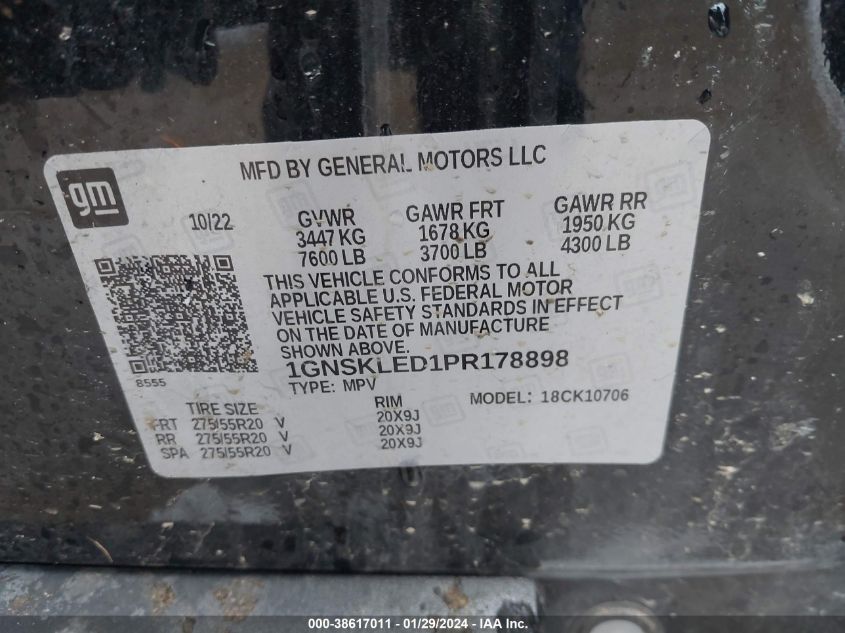 MFD BY GENERAL MOTORS LLC
gm
10/22 GVWR GAWR FRT GAWR RR
3447 KG 1678 KG 1950 KG
7600 LB 3700 LB 4300 LB
THIS VEHICLE CONFORMS TO ALL
APPLICABLE U.S. FEDERAL MOTOR
VEHICLE SAFETY STANDARDS IN EFFECT
ON THE DATE OF MANUFACTURE
SHOWN ABOVE.
1GNSKLED1PR178898
8555
TYPE: MPV MODEL: 18CK10706
TIRE SIZE RIM
FRT 275/55R20 V 20X9J
RR 275/55R20 V 20X9J
SPA 275/55R20 V 20X9J
000-38617011 - 01/29/2024 - IAA Inc.